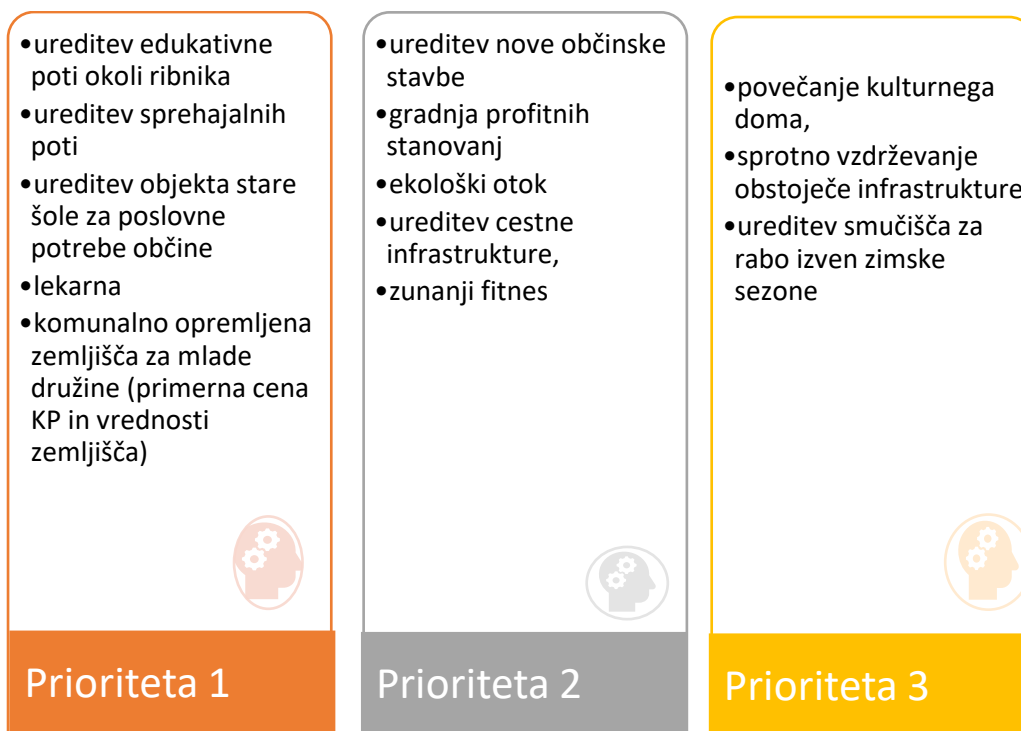 •ureditev edukativne
poti okoli ribnika
•ureditev sprehajalnih
poti
•ureditev objekta stare
šole za poslovne
potrebe občine
•lekarna
•komunalno opremljena
zemljišča za mlade
družine (primerna cena
KP in vrednosti
zemljišča)
Prioriteta 1
•ureditev nove občinske
stavbe
•gradnja profitnih
stanovanj
•ekološki otok
•ureditev cestne
infrastrukture,
•zunanji fitnes
Prioriteta 2
•povečanje kulturnega
doma,
•sprotno vzdrževanje
obstoječe infrastrukture
•ureditev smučišča za
rabo izven zimske
sezone
Prioriteta 3